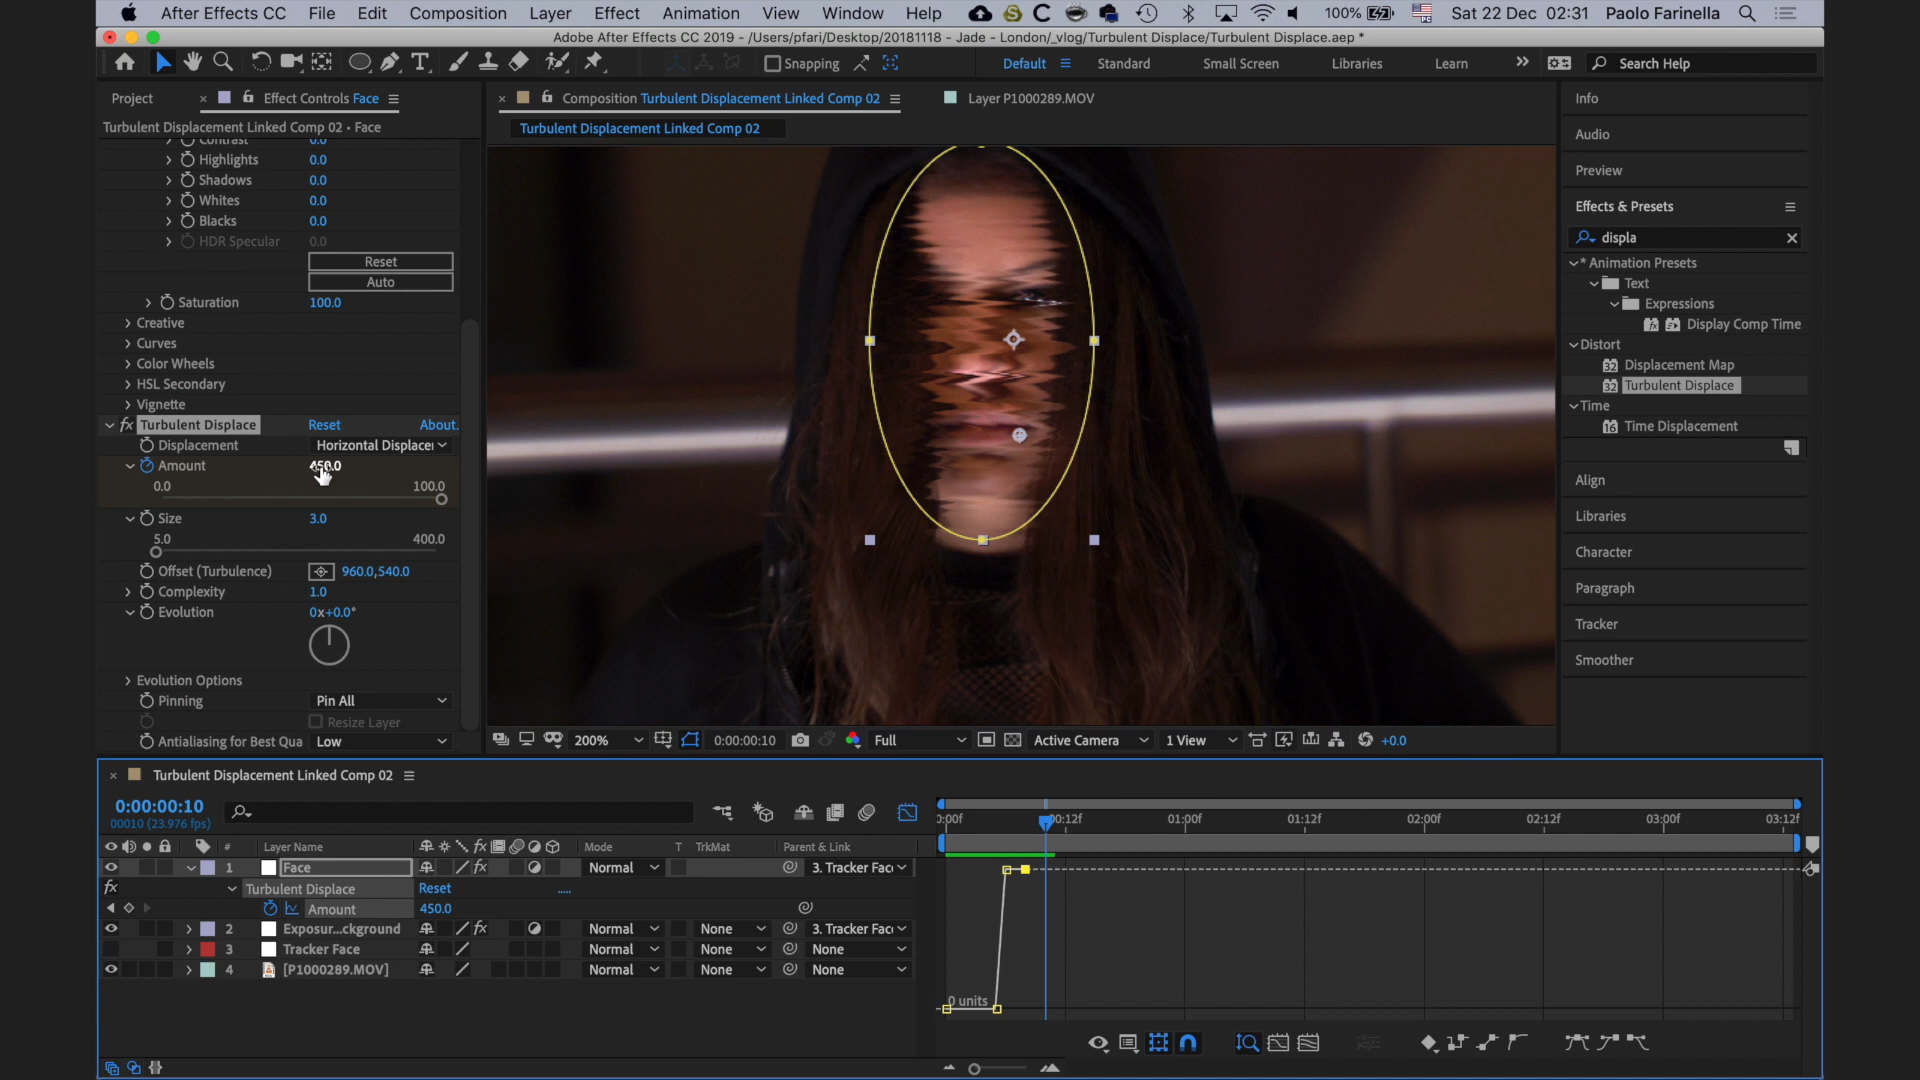 After Effects CC File Edit Composition Layer Effect Animation View Window Help 100% Sat 22 Dec 02:31 Paolo Farinella
Adobe After Effects CC 2019 - /Users/pfari/Desktop/20181118 - Jade - London/_vlog/Turbulent Displace/Turbulent Displace.aep *
Snapping Default Standard Small Screen Libraries Learn Search Help
Project Effect Controls Face
Turbulent Displacement Linked Comp 02 • Face
Contrast 0.0
Highlights 0.0
Shadows 0.0
Whites 0.0
Blacks 0.0
HDR Specular 0.0
Reset
Auto
Saturation 100.0
Creative
Curves
Color Wheels
HSL Secondary
Vignette
fx Turbulent Displace Reset About.
Displacement Horizontal Displacer
Amount 450.0
0.0 100.0
Size 3.0
5.0 400.0
Offset (Turbulence) 960.0,540.0
Complexity 1.0
Evolution 0x+0.0°
Evolution Options
Pinning Pin All
Resize Layer
Antialiasing for Best Qua Low
Composition Turbulent Displacement Linked Comp 02 Layer P1000289.MOV
Turbulent Displacement Linked Comp 02
200% 0:00:00:10 Full Active Camera 1 View +0.0
Info
Audio
Preview
Effects & Presets
displa
* Animation Presets
Text
Expressions
Display Comp Time
Distort
32 Displacement Map
32 Turbulent Displace
Time
16 Time Displacement
Align
Libraries
Character
Paragraph
Tracker
Smoother
Turbulent Displacement Linked Comp 02
0:00:00:10
00010 (23.976 fps)
# Layer Name fx Mode T TrkMat Parent & Link
1 Face fx Normal 3. Tracker Fac
fx Turbulent Displace Reset .....
Amount 450.0
2 Exposur...ckground fx Normal None 3. Tracker Fac
3 Tracker Face Normal None None
4 [P1000289.MOV] Normal None None
):00f 00:12f 01:00f 01:12f 02:00f 02:12f 03:00f 03:12f
0 units